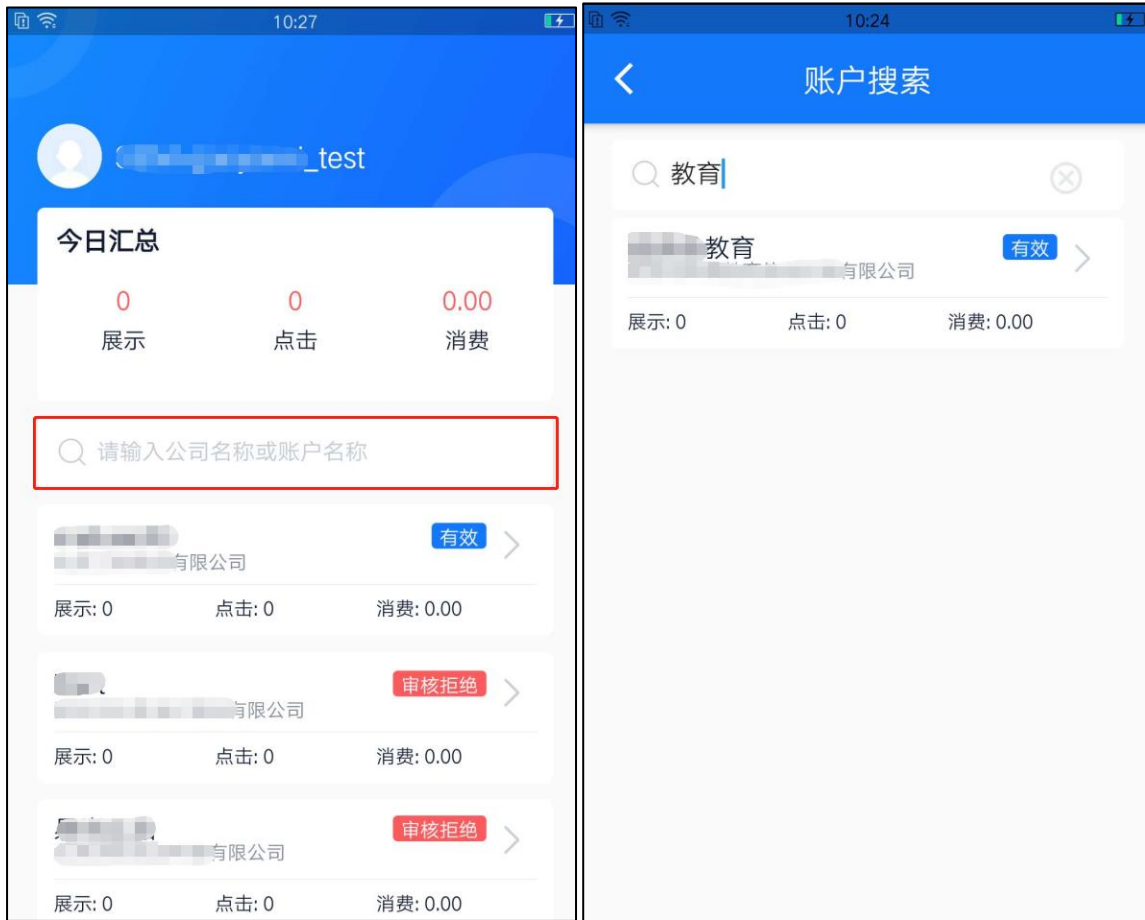 10:27
_test
今日汇总
0 0 0.00
展示 点击 消费
请输入公司名称或账户名称
有效
有限公司
展示: 0 点击: 0 消费: 0.00
审核拒绝
有限公司
展示: 0 点击: 0 消费: 0.00
审核拒绝
有限公司
展示: 0 点击: 0 消费: 0.00
10:24
账户搜索
教育
教育 有效
有限公司
展示: 0 点击: 0 消费: 0.00